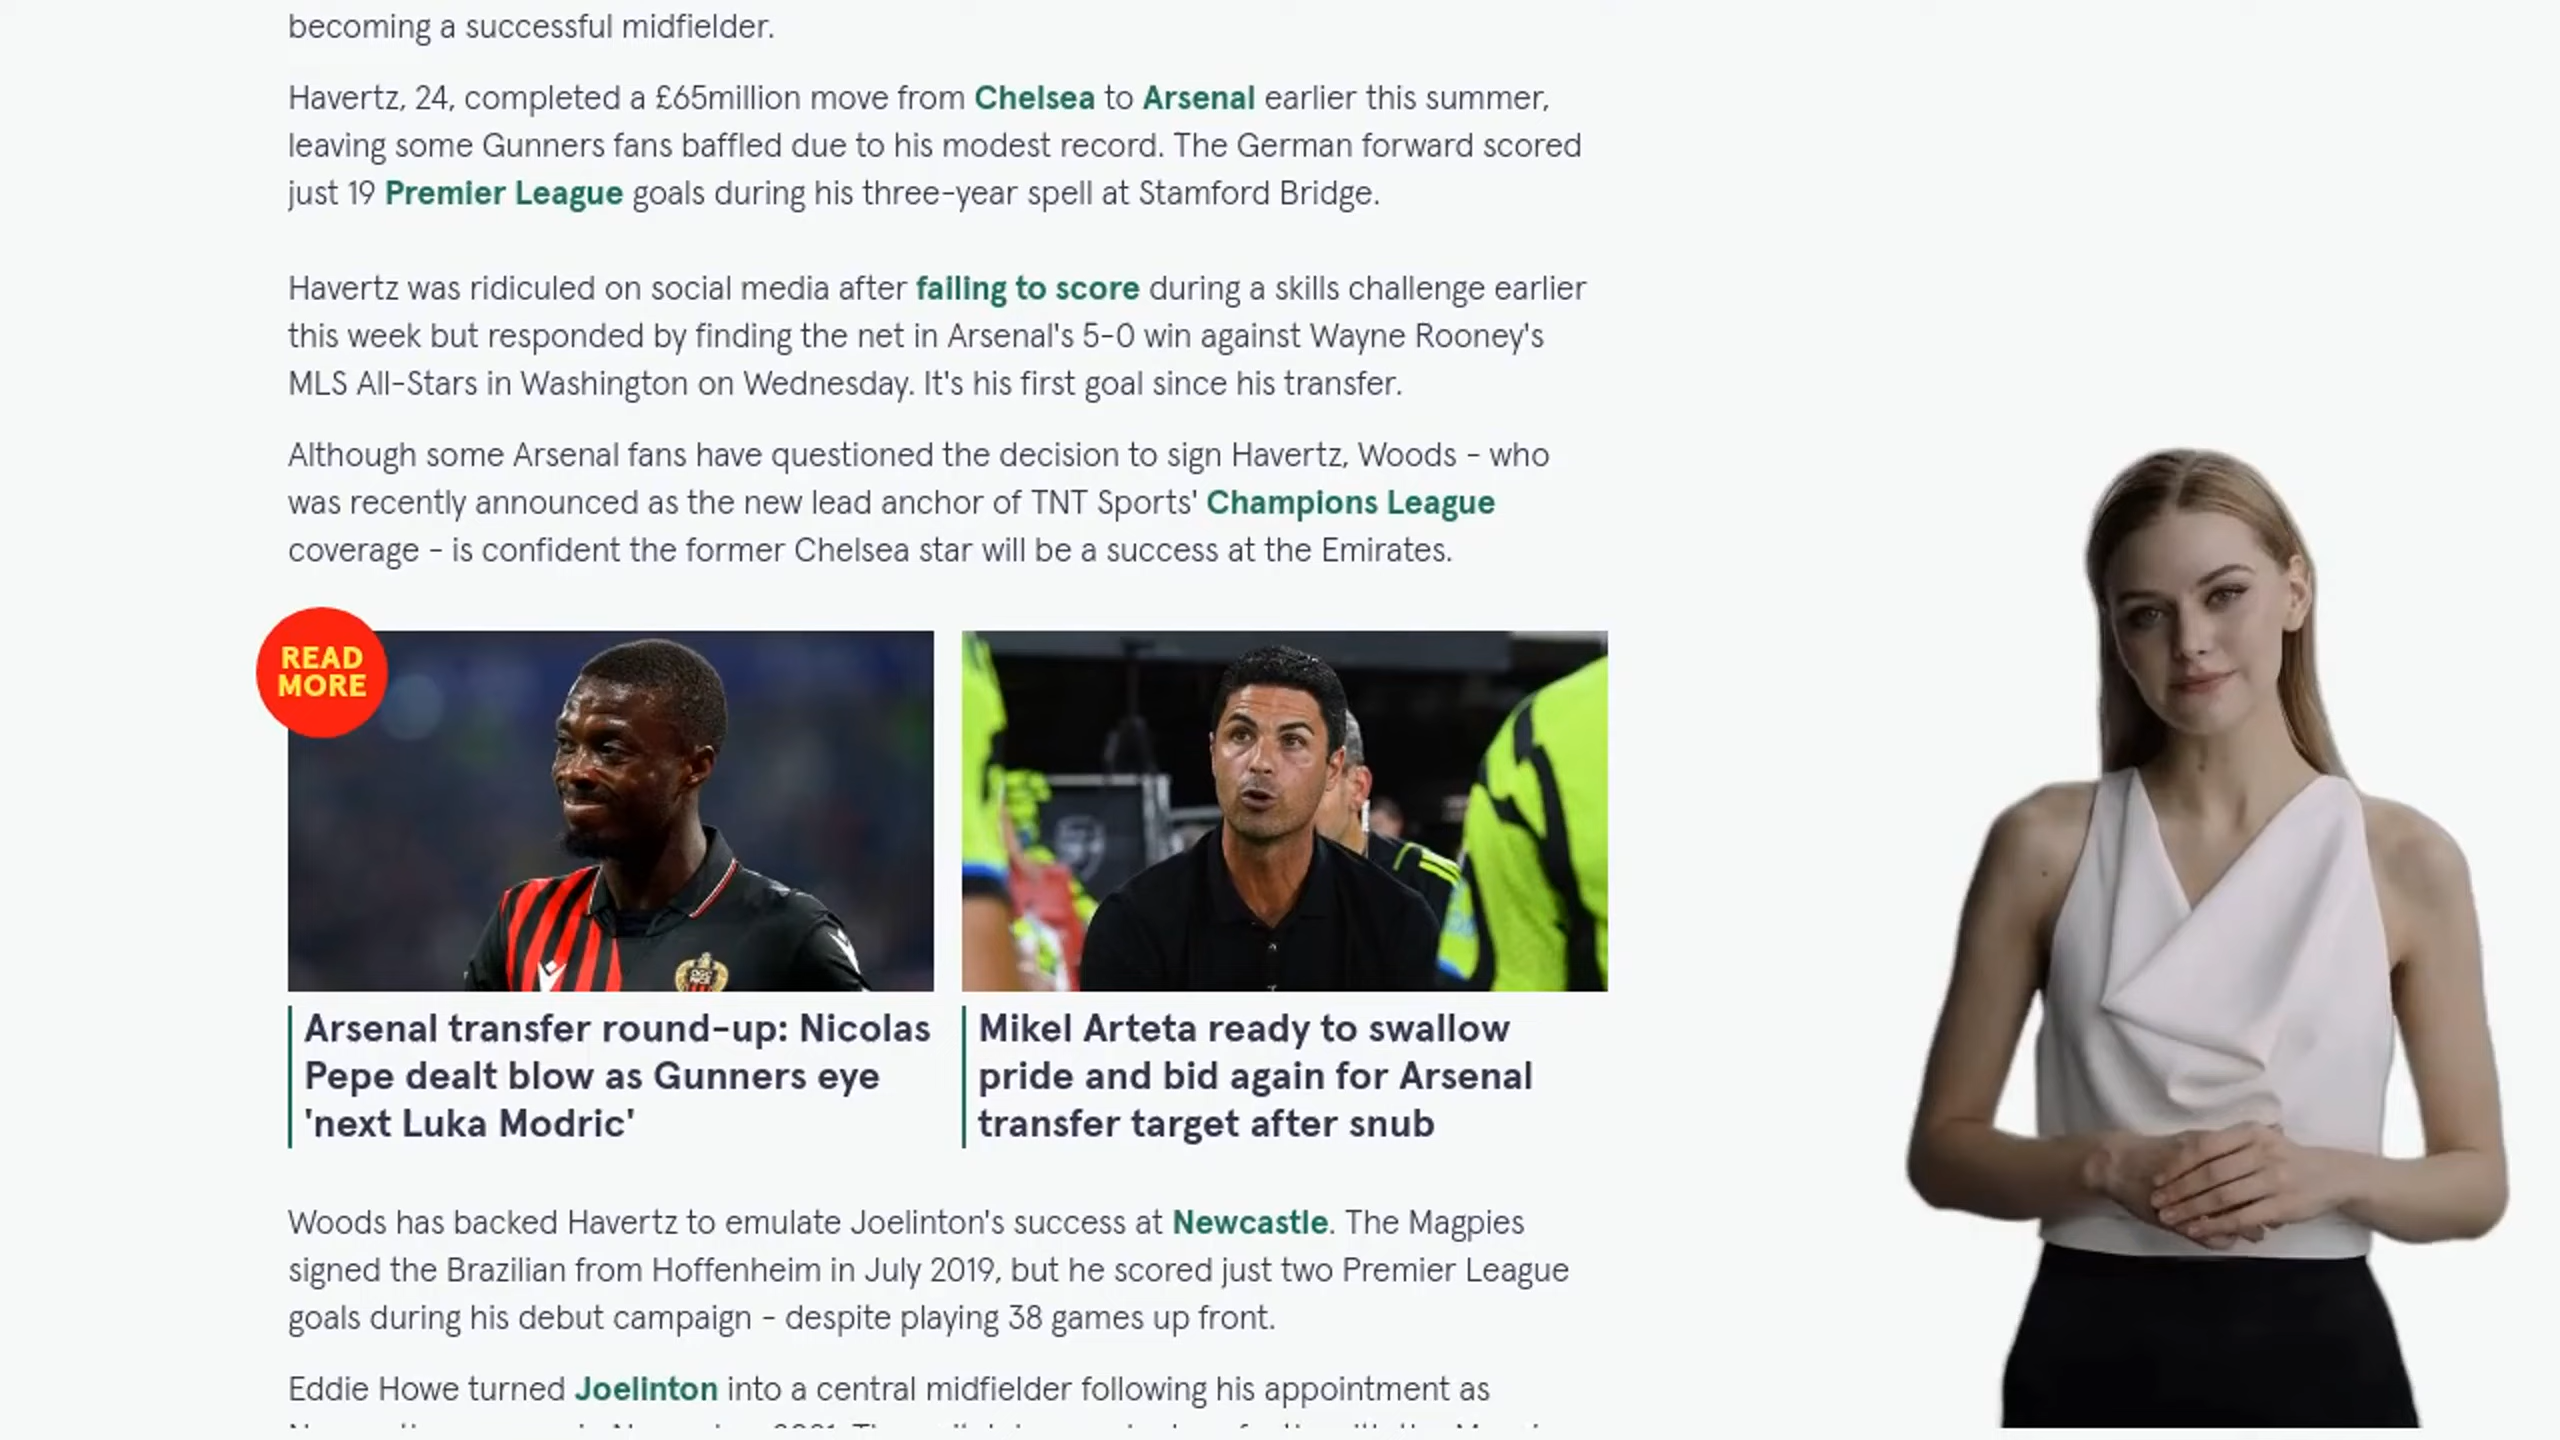 becoming a successful midfielder.
Havertz, 24, completed a £65million move from Chelsea to Arsenal earlier this summer,
leaving some Gunners fans baffled due to his modest record. The German forward scored
just 19 Premier League goals during his three-year spell at Stamford Bridge.
Havertz was ridiculed on social media after failing to score during a skills challenge earlier
this week but responded by finding the net in Arsenal's 5-0 win against Wayne Rooney's
MLS All-Stars in Washington on Wednesday. It's his first goal since his transfer.
Although some Arsenal fans have questioned the decision to sign Havertz, Woods - who
was recently announced as the new lead anchor of TNT Sports' Champions League
coverage - is confident the former Chelsea star will be a success at the Emirates.
READ
MORE
Arsenal transfer round-up: Nicolas
Pepe dealt blow as Gunners eye
'next Luka Modric'
Mikel Arteta ready to swallow
pride and bid again for Arsenal
transfer target after snub
Woods has backed Havertz to emulate Joelinton's success at Newcastle. The Magpies
signed the Brazilian from Hoffenheim in July 2019, but he scored just two Premier League
goals during his debut campaign - despite playing 38 games up front.
Eddie Howe turned Joelinton into a central midfielder following his appointment as